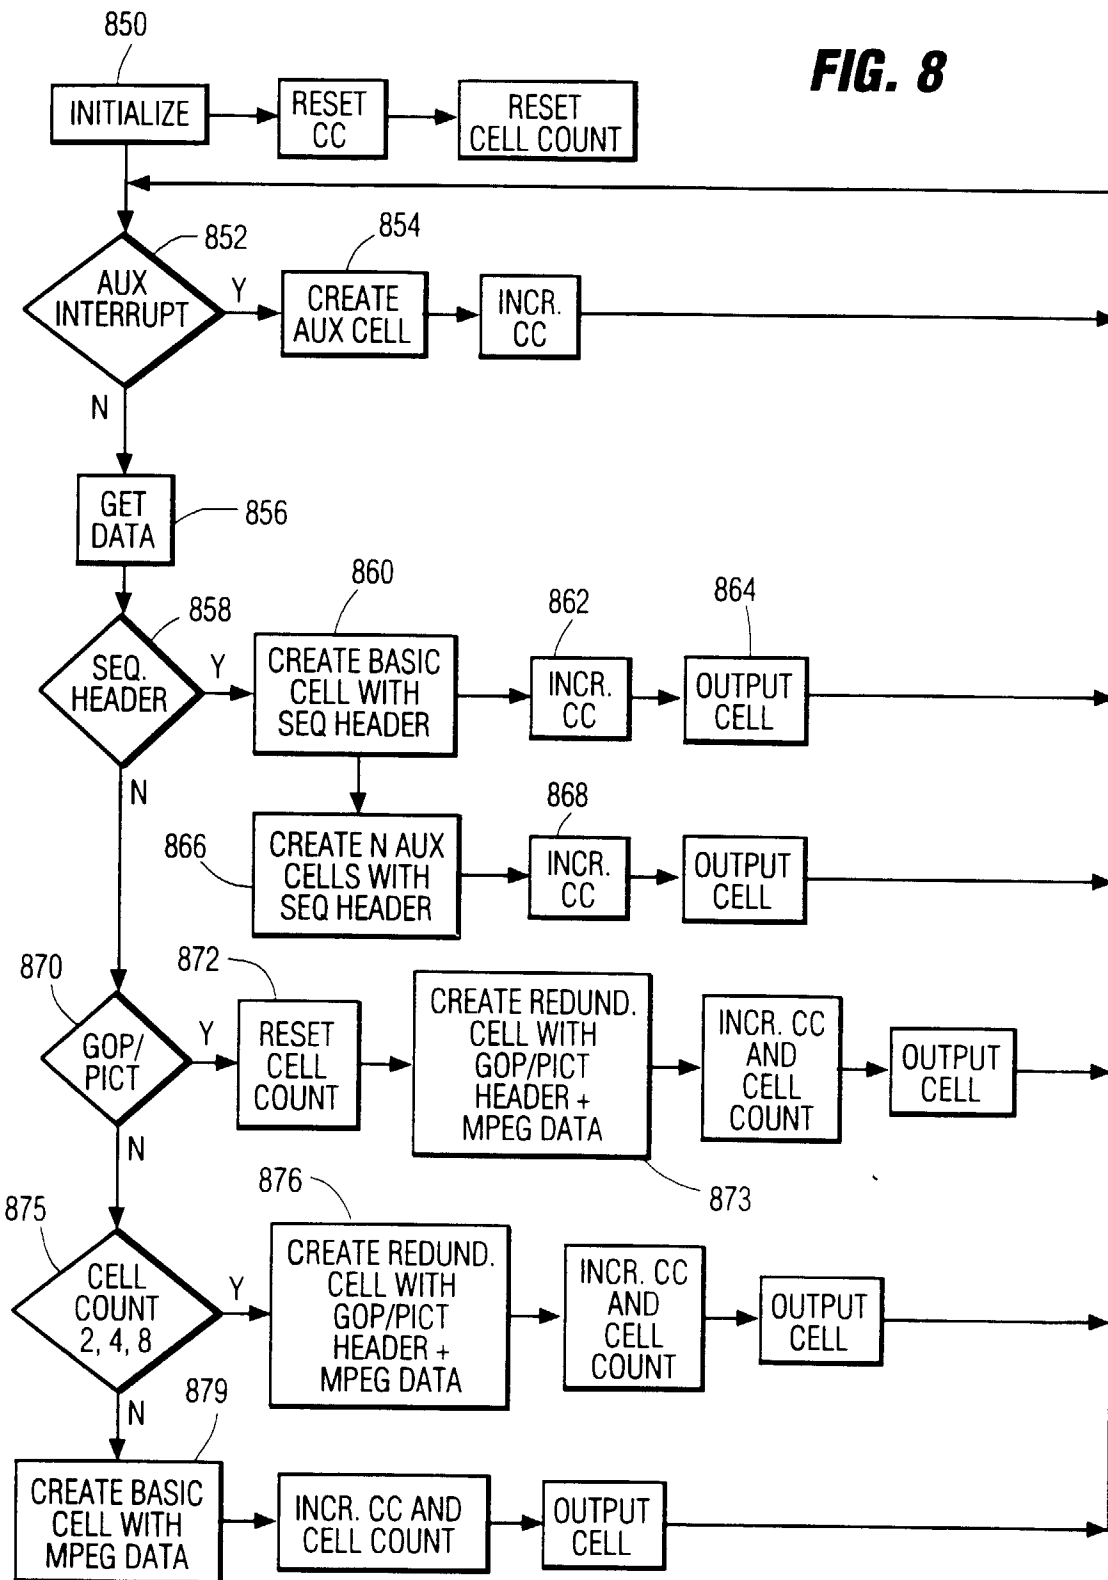 850
FIG. 8
INITIALIZE
RESET
CC
RESET
CELL COUNT
852
AUX
INTERRUPT
Y
N
854
CREATE
AUX CELL
INCR.
CC
GET
DATA
856
858
SEQ.
HEADER
Y
N
860
CREATE BASIC
CELL WITH
SEQ HEADER
862
INCR.
CC
864
OUTPUT
CELL
866
CREATE N AUX
CELLS WITH
SEQ HEADER
868
INCR.
CC
OUTPUT
CELL
870
GOP/
PICT
Y
N
872
RESET
CELL
COUNT
CREATE REDUND.
CELL WITH
GOP/PICT
HEADER +
MPEG DATA
873
INCR. CC
AND
CELL
COUNT
OUTPUT
CELL
875
CELL
COUNT
2, 4, 8
Y
N
876
CREATE REDUND.
CELL WITH
GOP/PICT
HEADER +
MPEG DATA
INCR. CC
AND
CELL
COUNT
OUTPUT
CELL
879
CREATE BASIC
CELL WITH
MPEG DATA
INCR. CC AND
CELL COUNT
OUTPUT
CELL